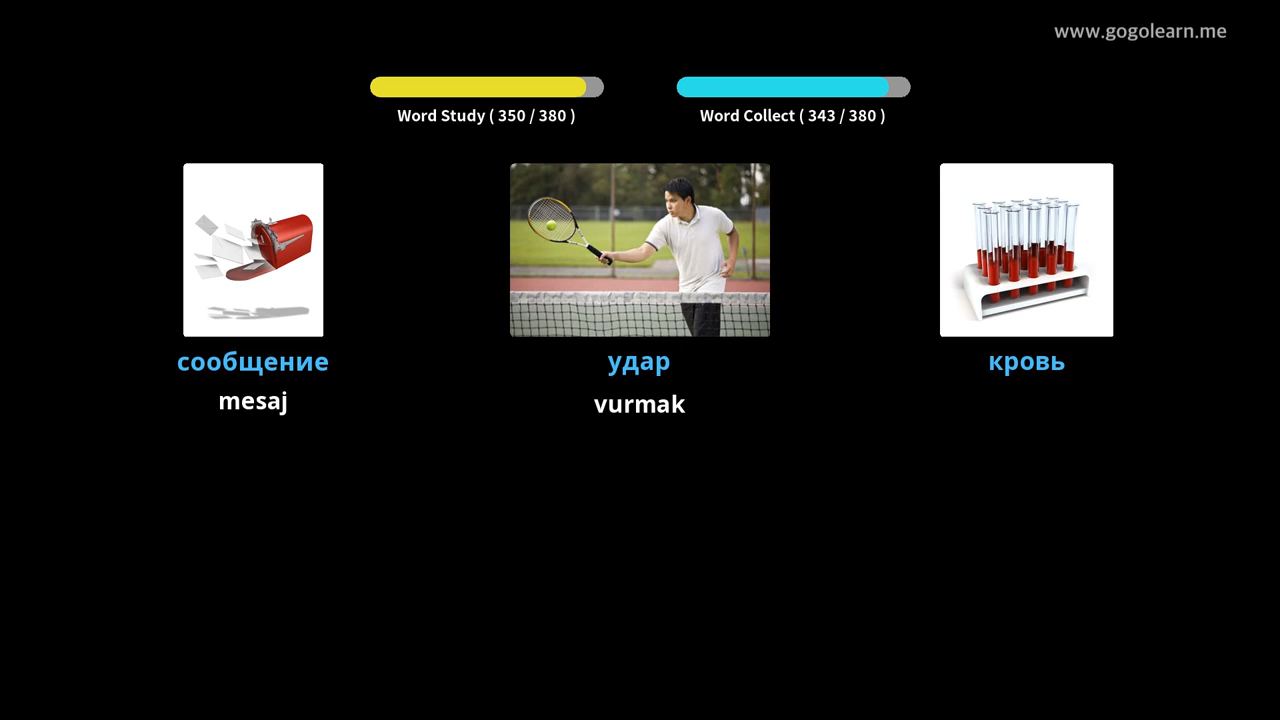 www.gogolearn.me
Word Study ( 350 / 380 )
Word Collect ( 343 / 380 )
сообщение
удар
кровь
mesaj
vurmak